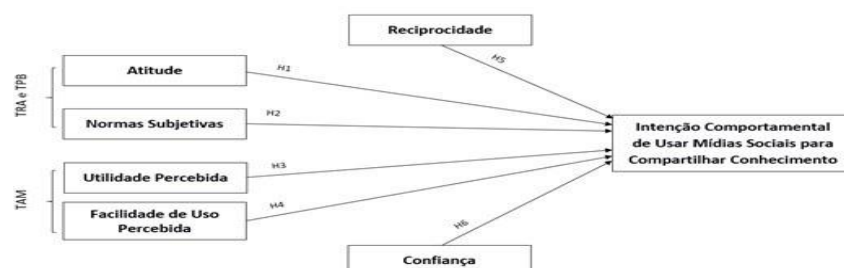 Reciprocidade
H5
TRA e TPB
Atitude
H1
Normas Subjetivas
H2
Intenção Comportamental
de Usar Mídias Sociais para
Compartilhar Conhecimento
TAM
Utilidade Percebida
H3
Facilidade de Uso
Percebida
H4
H6
Confiança